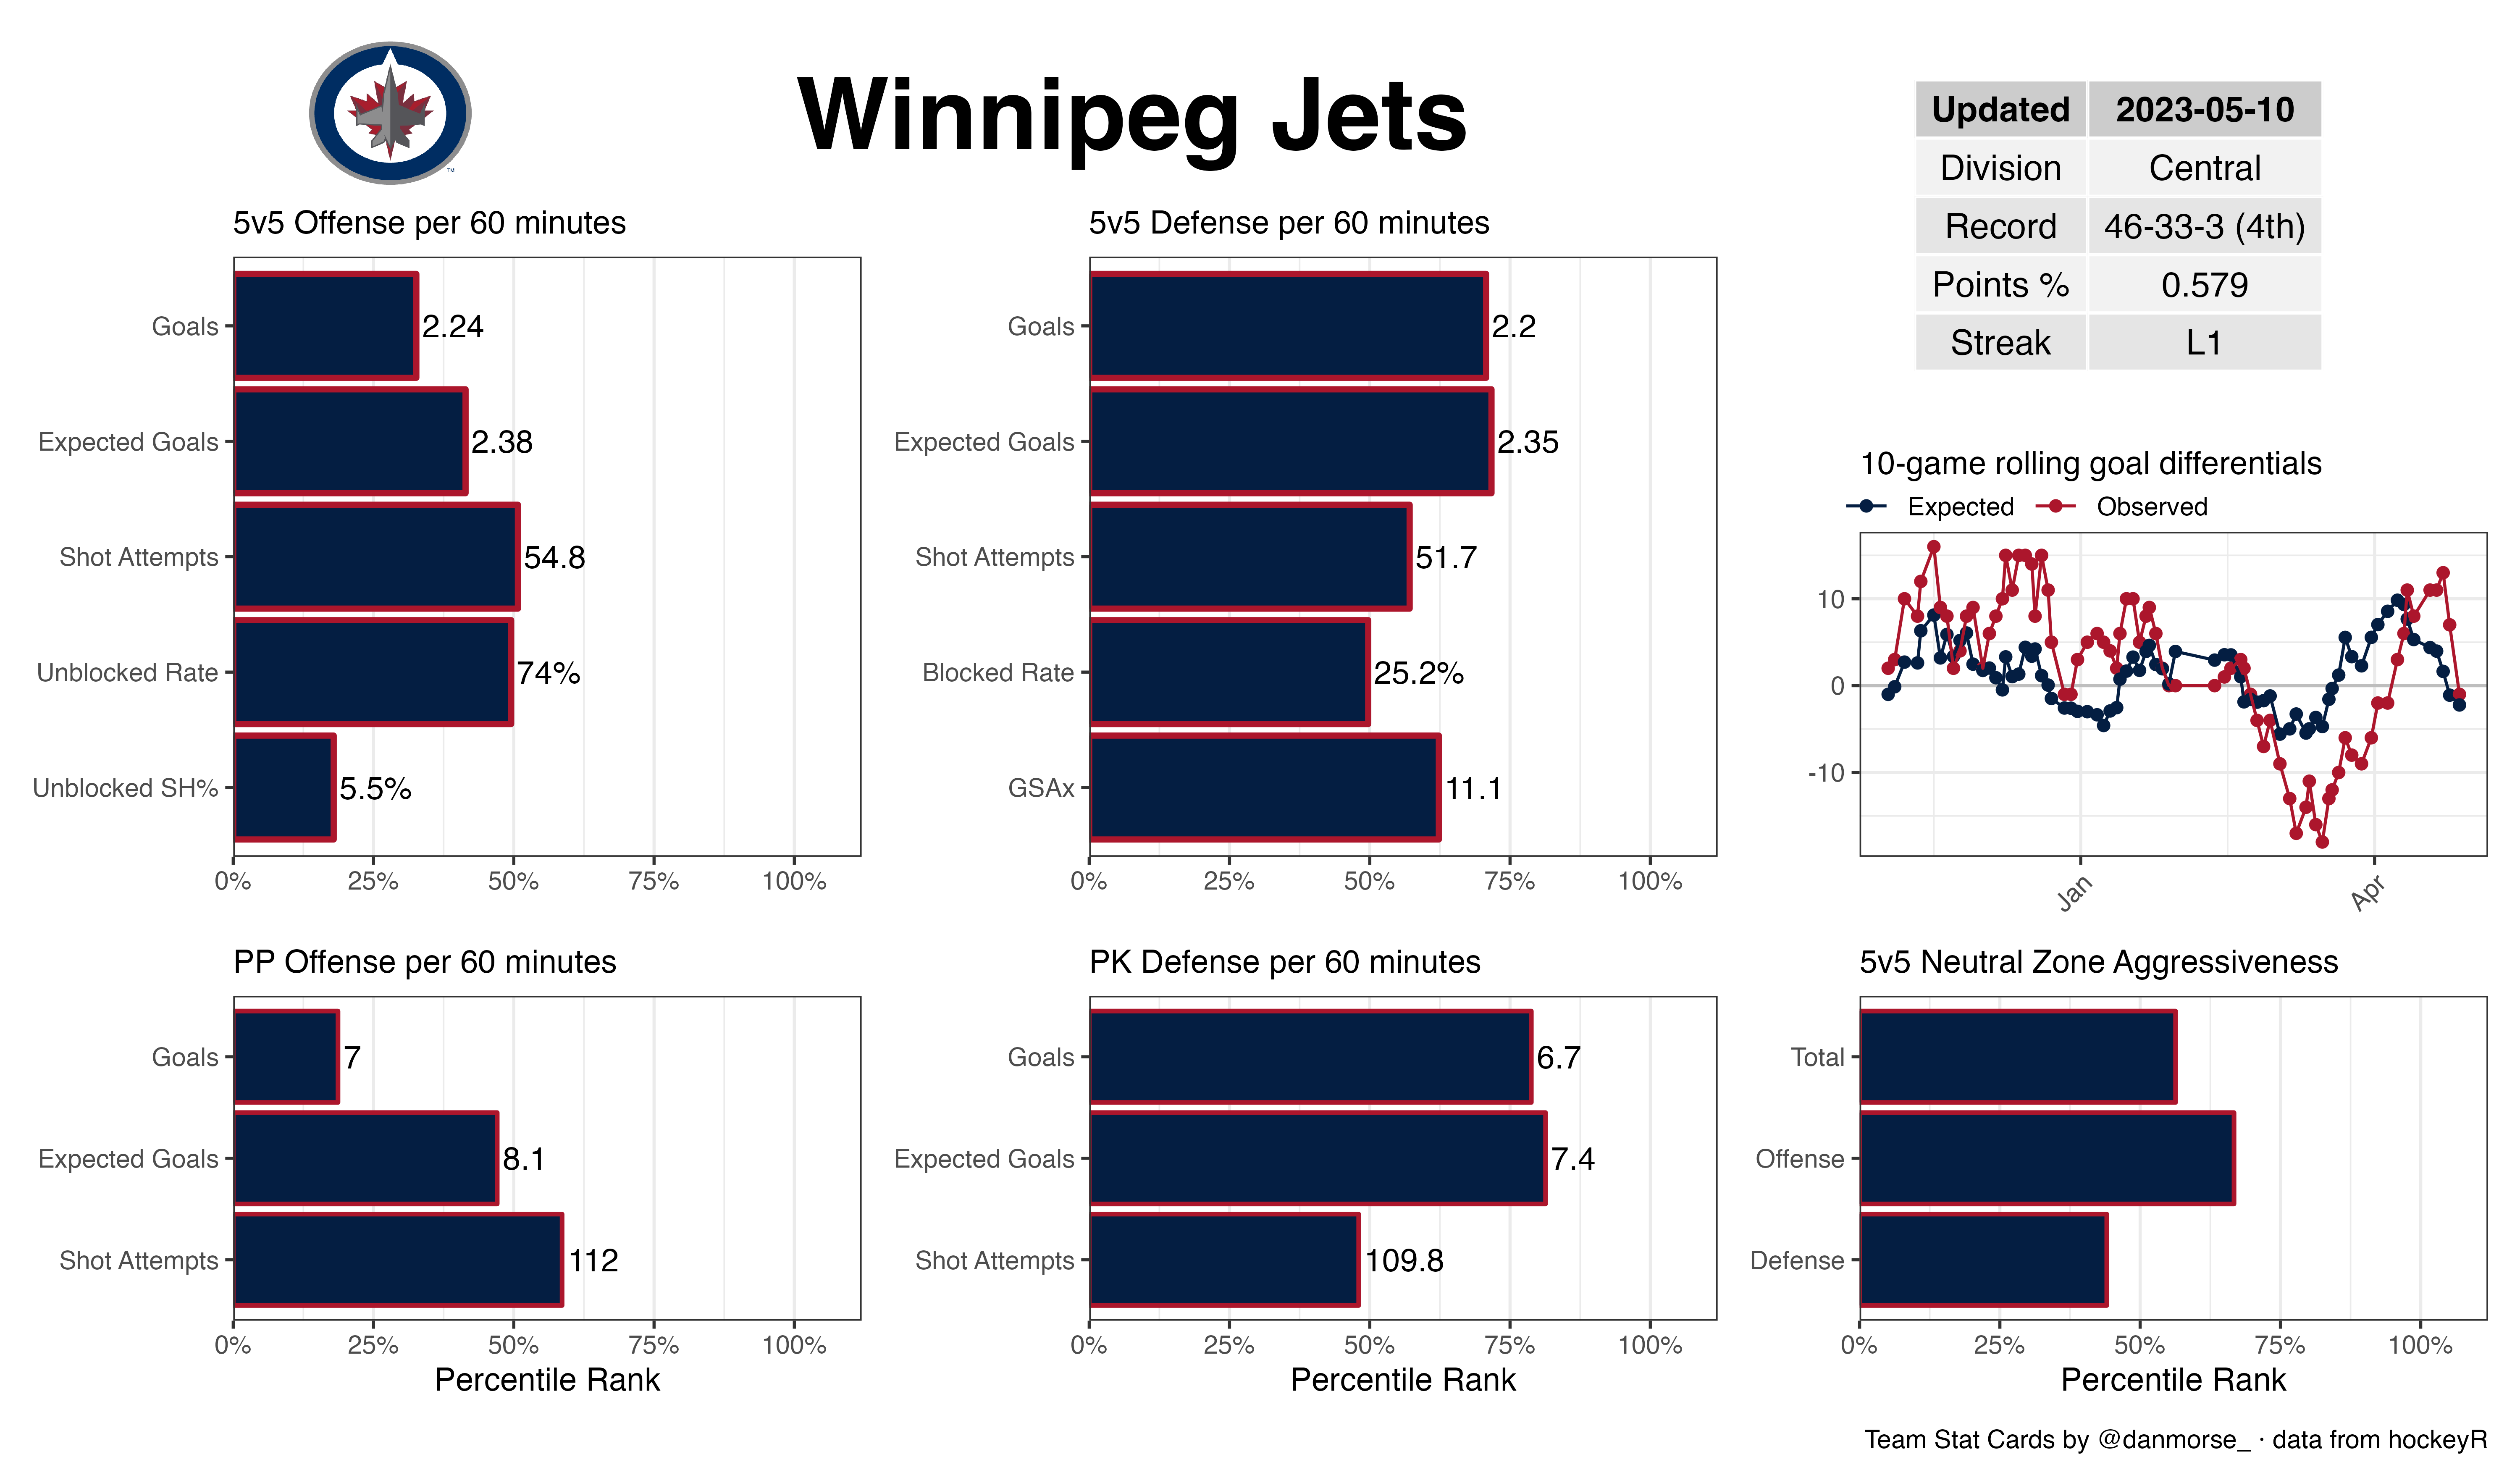 Winnipeg Jets
TM
Updated 2023-05-10
Division Central
Record 46-33-3 (4th)
Points % 0.579
Streak L1
5v5 Offense per 60 minutes
Goals 2.24
Expected Goals 2.38
Shot Attempts 54.8
Unblocked Rate 74%
Unblocked SH% 5.5%
0% 25% 50% 75% 100%
5v5 Defense per 60 minutes
Goals 2.2
Expected Goals 2.35
Shot Attempts 51.7
Blocked Rate 25.2%
GSAx 11.1
0% 25% 50% 75% 100%
10-game rolling goal differentials
Expected Observed
10
0
-10
Jan Apr
PP Offense per 60 minutes
Goals 7
Expected Goals 8.1
Shot Attempts 112
0% 25% 50% 75% 100%
Percentile Rank
PK Defense per 60 minutes
Goals 6.7
Expected Goals 7.4
Shot Attempts 109.8
0% 25% 50% 75% 100%
Percentile Rank
5v5 Neutral Zone Aggressiveness
Total
Offense
Defense
0% 25% 50% 75% 100%
Percentile Rank
Team Stat Cards by @danmorse_ · data from hockeyR